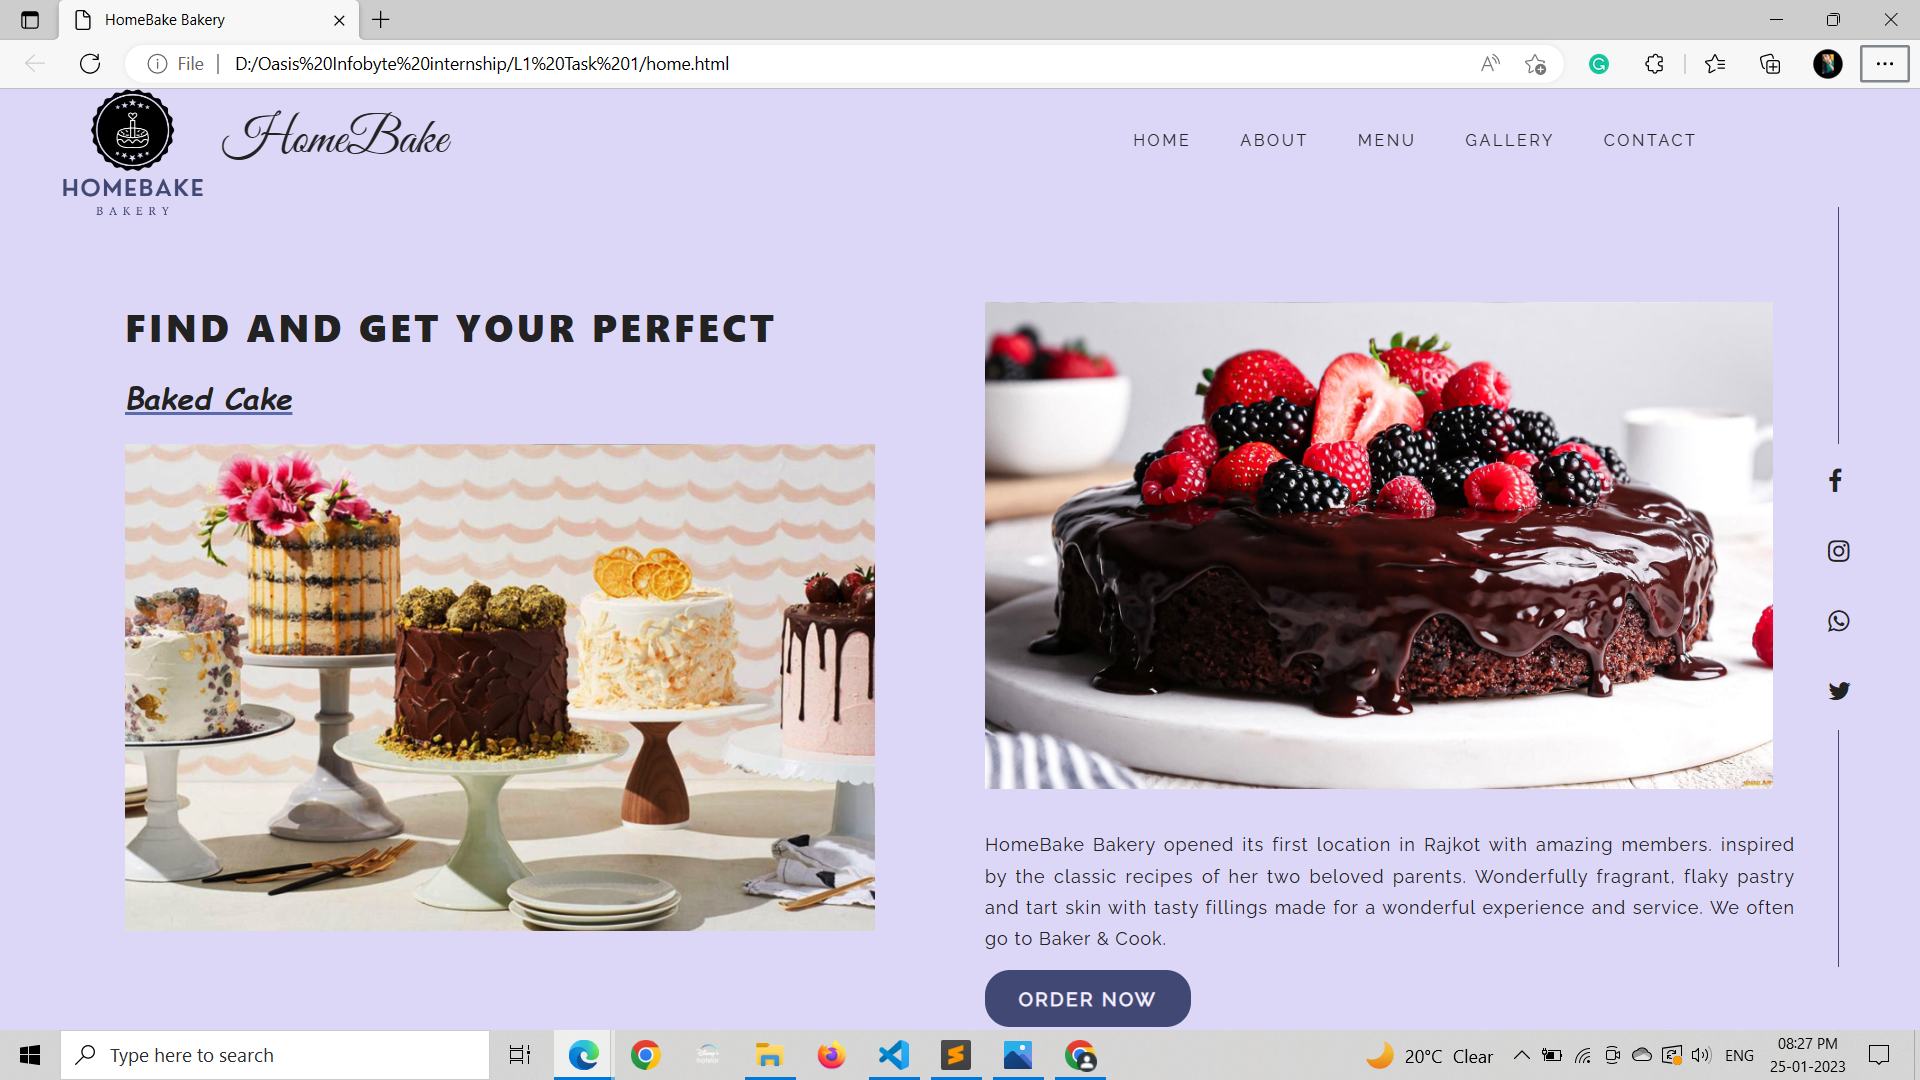 HomeBake Bakery
File
D:/Oasis%20Infobyte%20internship/L1%20Task%201/home.html
HOMEBAKE
BAKERY
HomeBake
HOME ABOUT MENU GALLERY CONTACT
FIND AND GET YOUR PERFECT
Baked Cake
HomeBake Bakery opened its first location in Rajkot with amazing members. inspired
by the classic recipes of her two beloved parents. Wonderfully fragrant, flaky pastry
and tart skin with tasty fillings made for a wonderful experience and service. We often
go to Baker & Cook.
ORDER NOW
Type here to search
20°C Clear
ENG
08:27 PM
25-01-2023